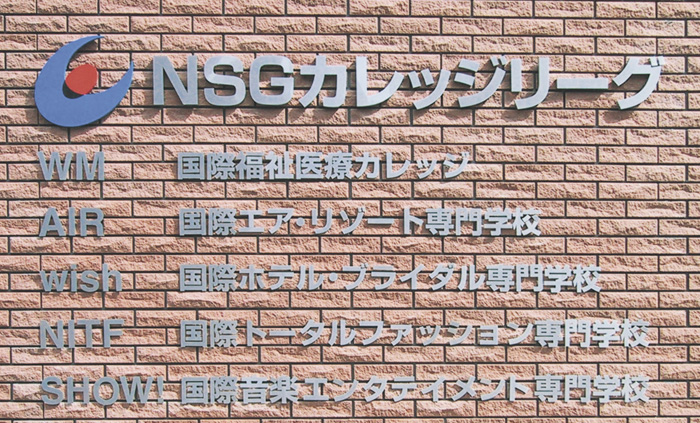 NSGカレッジリーグ
WM 国際福祉医療カレッジ
AIR 国際エア・リゾート専門学校
wish 国際ホテル・ブライダル専門学校
NITF 国際トータルファッション専門学校
SHOW! 国際音楽エンタテイメント専門学校